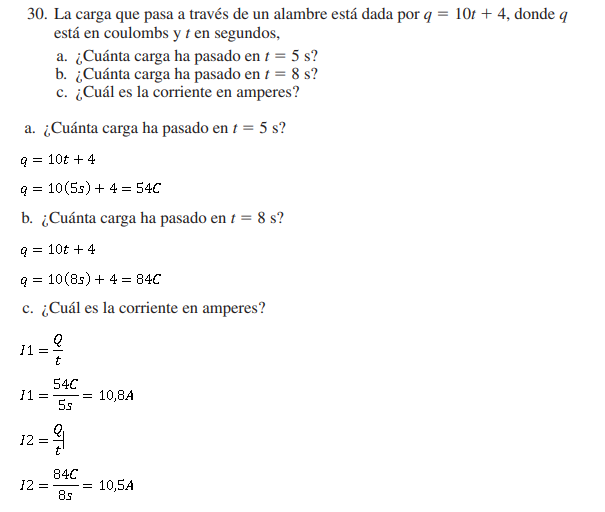 30. La carga que pasa a través de un alambre está dada por q = 10t + 4, donde q
está en coulombs y t en segundos,
a. ¿Cuánta carga ha pasado en t = 5 s?
b. ¿Cuánta carga ha pasado en t = 8 s?
c. ¿Cuál es la corriente en amperes?
a. ¿Cuánta carga ha pasado en t = 5 s?
q = 10t + 4
q = 10(5s) + 4 = 54C
b. ¿Cuánta carga ha pasado en t = 8 s?
q = 10t + 4
q = 10(8s) + 4 = 84C
c. ¿Cuál es la corriente en amperes?
I1 = Q/t
I1 = 54C/5s = 10,8A
I2 = Q/t
I2 = 84C/8s = 10,5A